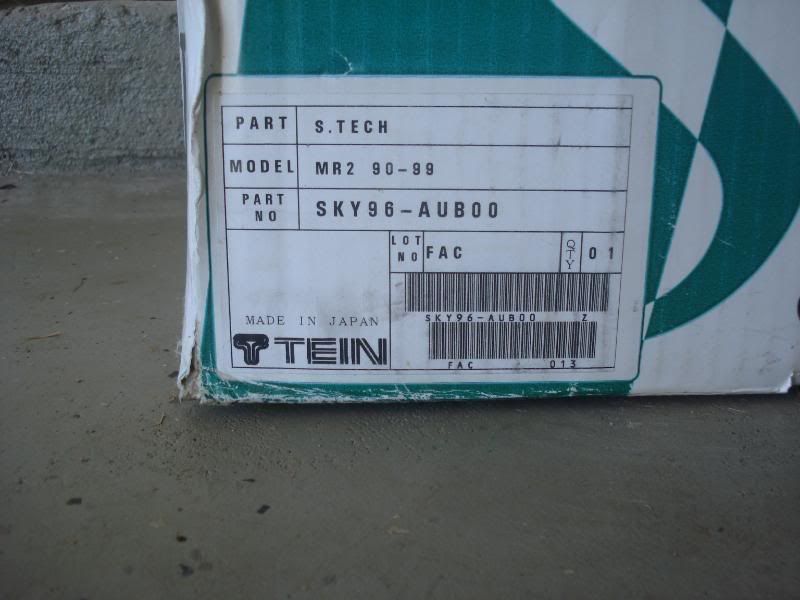 PART S.TECH
MODEL MR2 90-99
PART NO SKY96-AUB00
LOT NO FAC QTY 01
SKY96-AUB00 Z
MADE IN JAPAN
TEIN
FAC 013